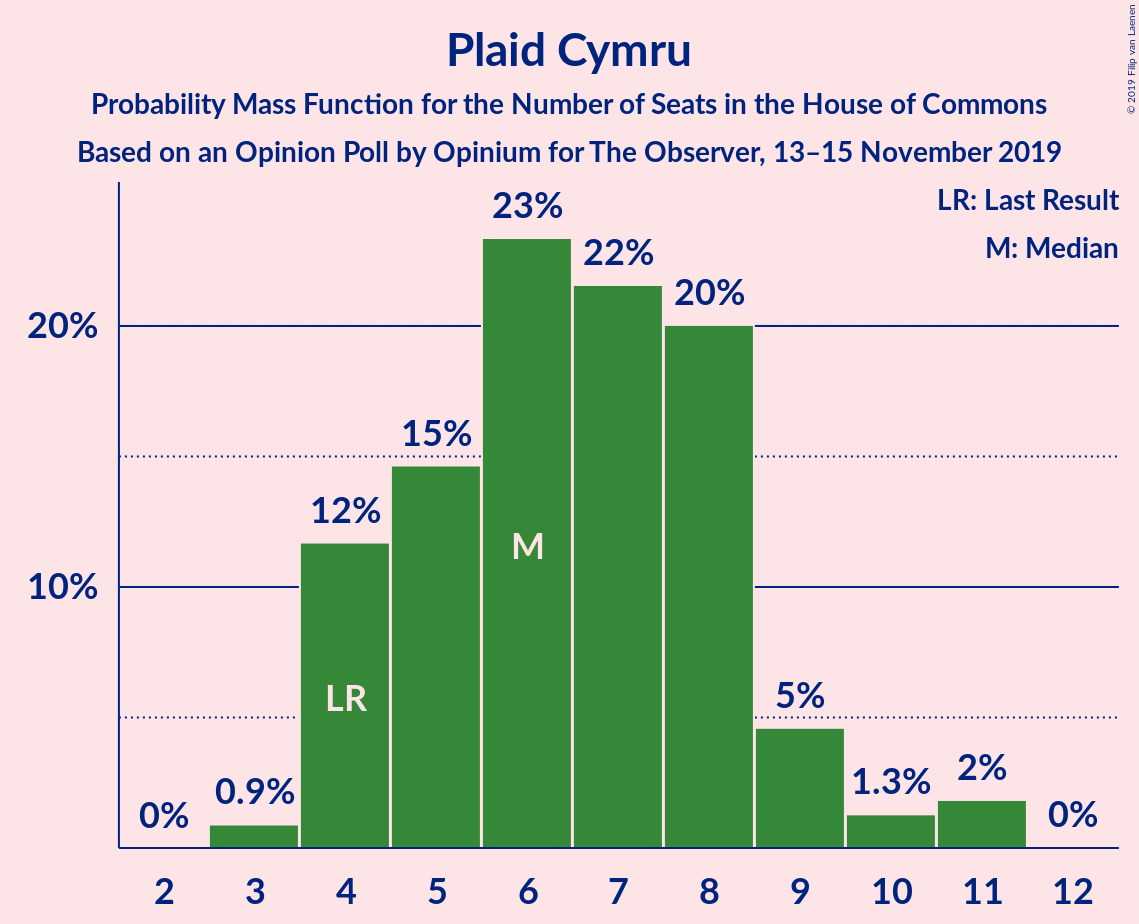 Plaid Cymru
Probability Mass Function for the Number of Seats in the House of Commons
Based on an Opinion Poll by Opinium for The Observer, 13–15 November 2019
© 2019 Filip van Laenen
LR: Last Result
M: Median
23%
22%
20%
20%
15%
12%
M
10%
LR
5%
0%
0.9%
1.3%
2%
0%
2 3 4 5 6 7 8 9 10 11 12